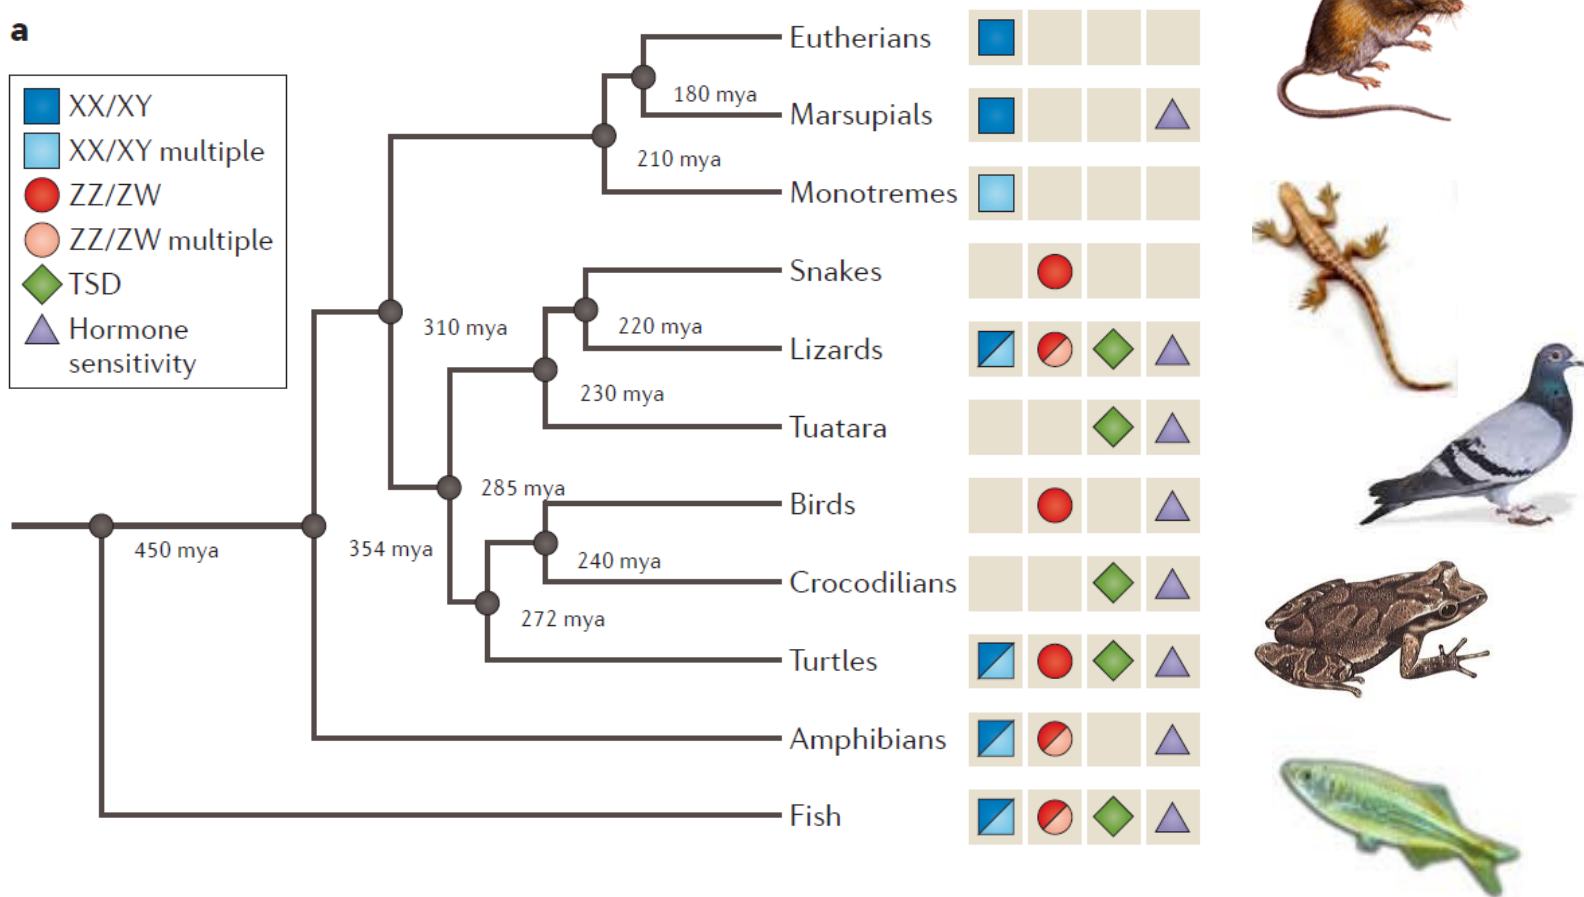 a
XX/XY
XX/XY multiple
ZZ/ZW
ZZ/ZW multiple
TSD
Hormone
sensitivity
Eutherians
180 mya
Marsupials
210 mya
Monotremes
Snakes
310 mya
220 mya
Lizards
230 mya
Tuatara
285 mya
Birds
450 mya
354 mya
240 mya
Crocodilians
272 mya
Turtles
Amphibians
Fish